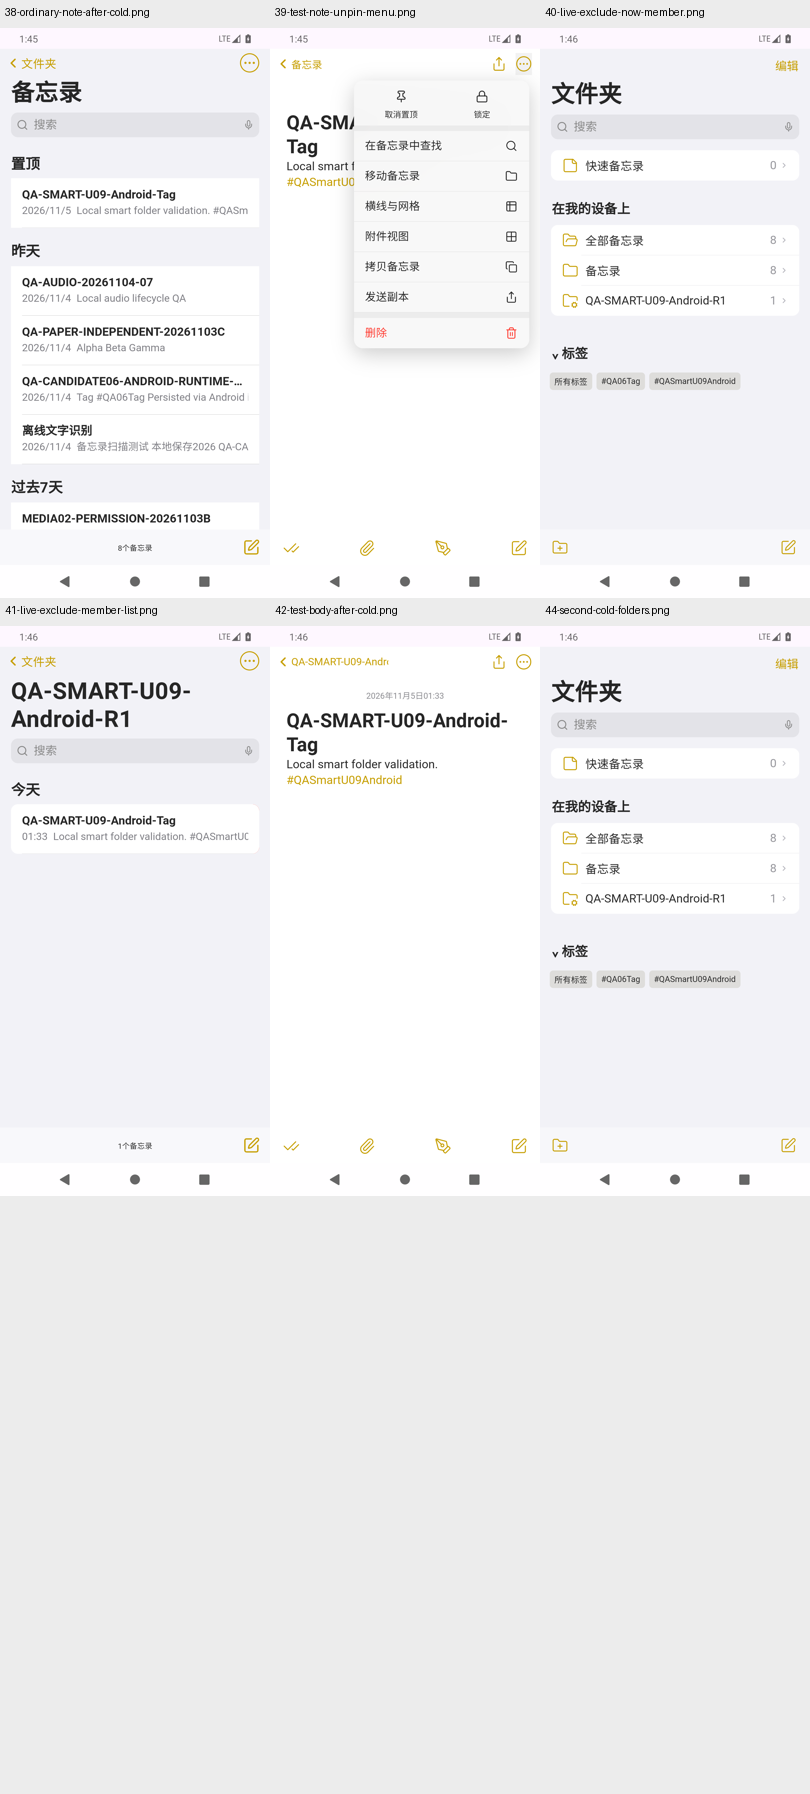 38-ordinary-note-after-cold.png
1:45
LTE
文件夹
备忘录
搜索
置顶
QA-SMART-U09-Android-Tag
2026/11/5 Local smart folder validation. #QASm
昨天
QA-AUDIO-20261104-07
2026/11/4 Local audio lifecycle QA
QA-PAPER-INDEPENDENT-20261103C
2026/11/4 Alpha Beta Gamma
QA-CANDIDATE06-ANDROID-RUNTIME-...
2026/11/4 Tag #QA06Tag Persisted via Android
离线文字识别
2026/11/4 备忘录扫描测试 本地保存2026 QA-CA
过去7天
MEDIA02-PERMISSION-20261103B
8个备忘录
39-test-note-unpin-menu.png
1:45
LTE
备忘录
QA-SMA
Tag
Local smart f
#QASmartU0
取消置顶
锁定
在备忘录中查找
移动备忘录
横线与网格
附件视图
拷贝备忘录
发送副本
删除
40-live-exclude-now-member.png
1:46
LTE
编辑
文件夹
搜索
快速备忘录 0
在我的设备上
全部备忘录 8
备忘录 8
QA-SMART-U09-Android-R1 1
标签
所有标签 #QA06Tag #QASmartU09Android
41-live-exclude-member-list.png
1:46
LTE
文件夹
QA-SMART-U09-
Android-R1
搜索
今天
QA-SMART-U09-Android-Tag
01:33 Local smart folder validation. #QASmartU0
1个备忘录
42-test-body-after-cold.png
1:46
LTE
QA-SMART-U09-Andr
2026年11月5日01:33
QA-SMART-U09-Android-
Tag
Local smart folder validation.
#QASmartU09Android
44-second-cold-folders.png
1:46
LTE
编辑
文件夹
搜索
快速备忘录 0
在我的设备上
全部备忘录 8
备忘录 8
QA-SMART-U09-Android-R1 1
标签
所有标签 #QA06Tag #QASmartU09Android